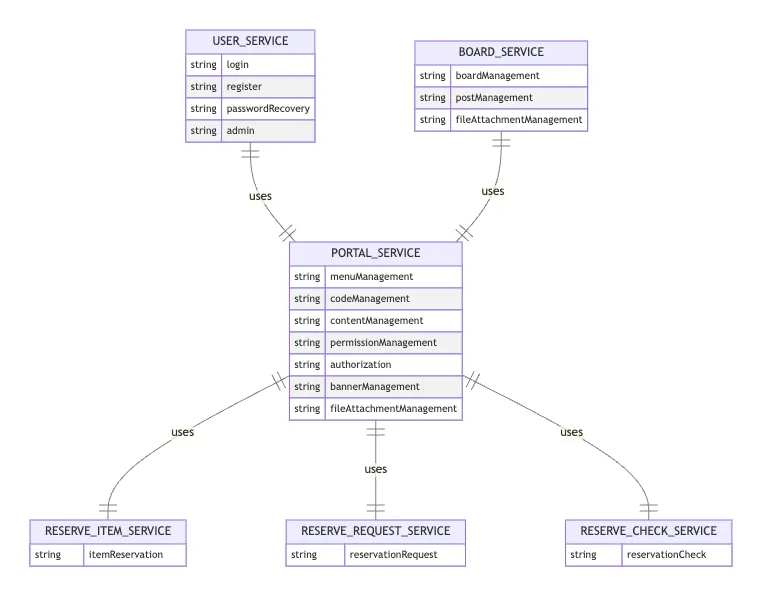 USER_SERVICE
string login
string register
string passwordRecovery
string admin
BOARD_SERVICE
string boardManagement
string postManagement
string fileAttachmentManagement
uses
uses
PORTAL_SERVICE
string menuManagement
string codeManagement
string contentManagement
string permissionManagement
string authorization
string bannerManagement
string fileAttachmentManagement
uses
uses
uses
RESERVE_ITEM_SERVICE
string itemReservation
RESERVE_REQUEST_SERVICE
string reservationRequest
RESERVE_CHECK_SERVICE
string reservationCheck